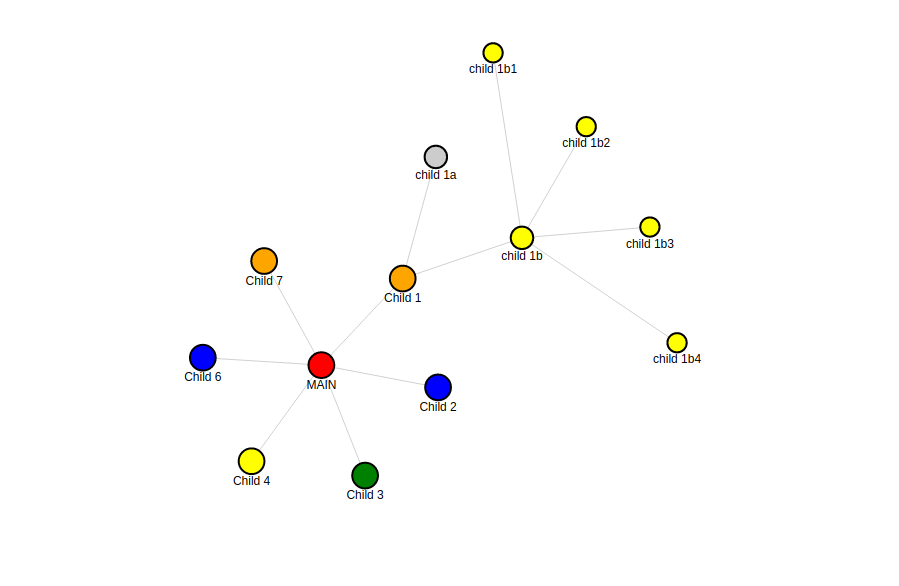 child 1b1
child 1b2
child 1a
child 1b3
child 1b
Child 7
Child 1
child 1b4
Child 6
MAIN
Child 2
Child 4
Child 3